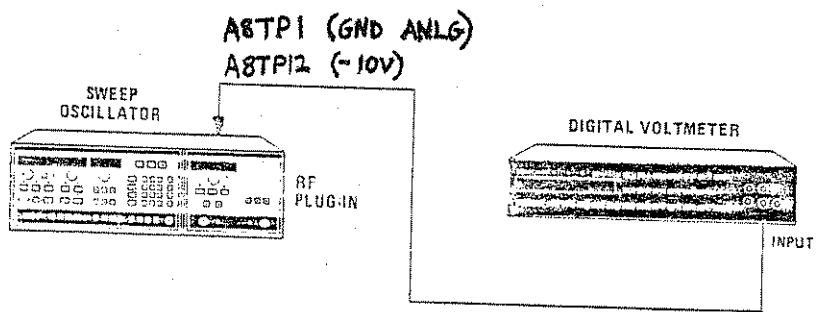 A8TP1 (GND ANLG)
A8TP12 (-10V)
SWEEP
OSCILLATOR
DIGITAL VOLTMETER
RF
PLUG-IN
INPUT